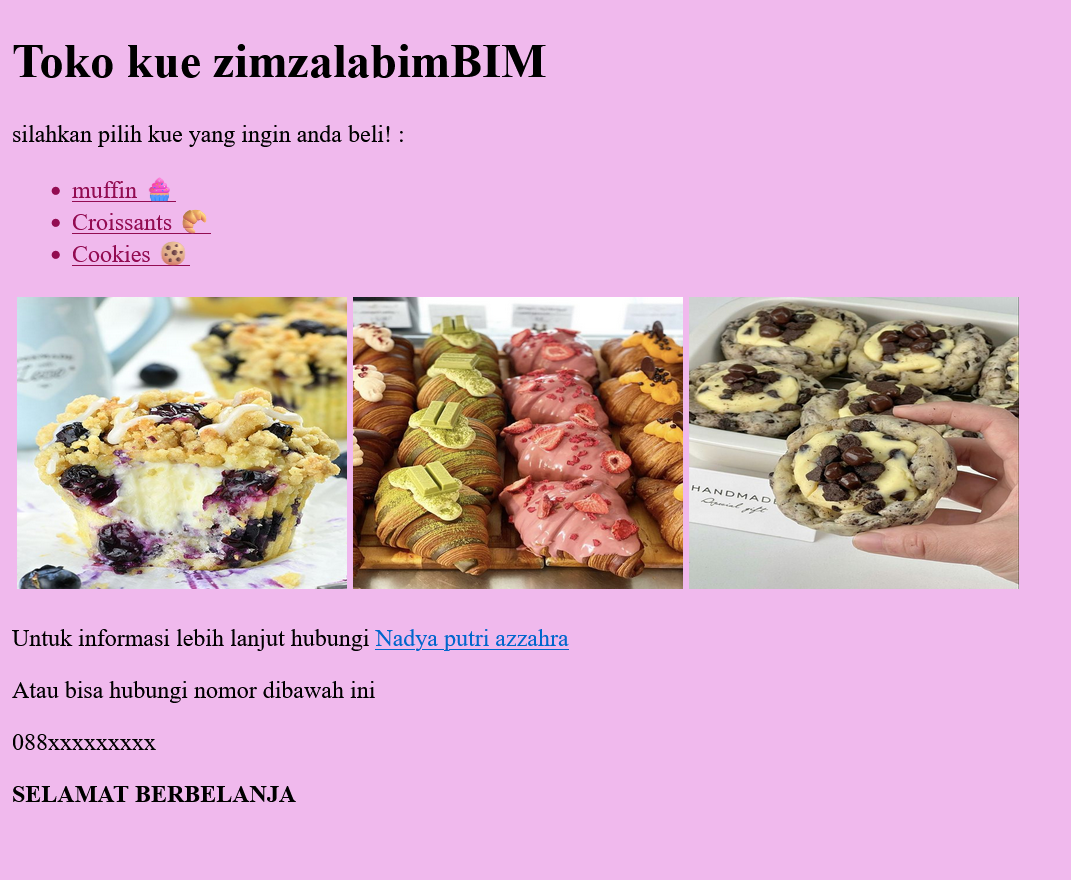 Toko kue zimzalabimBIM
silahkan pilih kue yang ingin anda beli! :
muffin 🧁
Croissants 🥐
Cookies 🍪
HANDMADE
Special gift
Untuk informasi lebih lanjut hubungi Nadya putri azzahra
Atau bisa hubungi nomor dibawah ini
088xxxxxxxxx
SELAMAT BERBELANJA